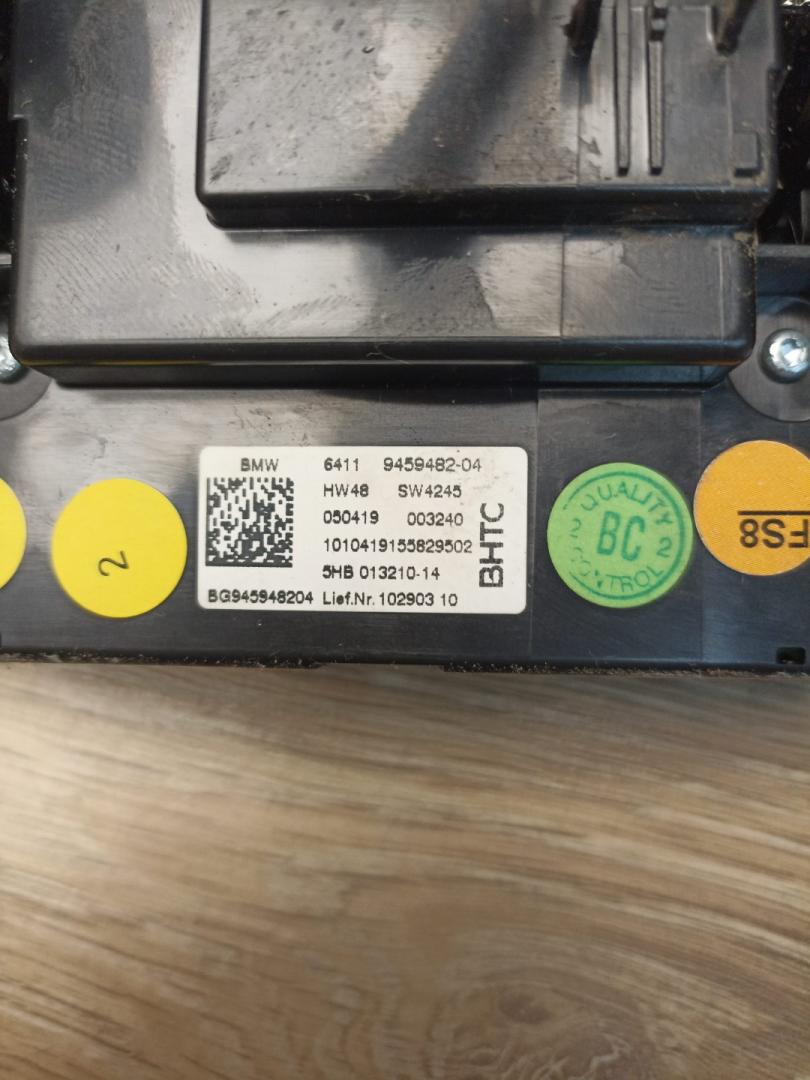 BMW 6411 9459482-04
HW48 SW4245
050419 003240
1010419155829502
5HB 013210-14
BG945948204 Lief.Nr. 102903 10
BHTC
2
QUALITY
2 BC 2
CONTROL
FS8